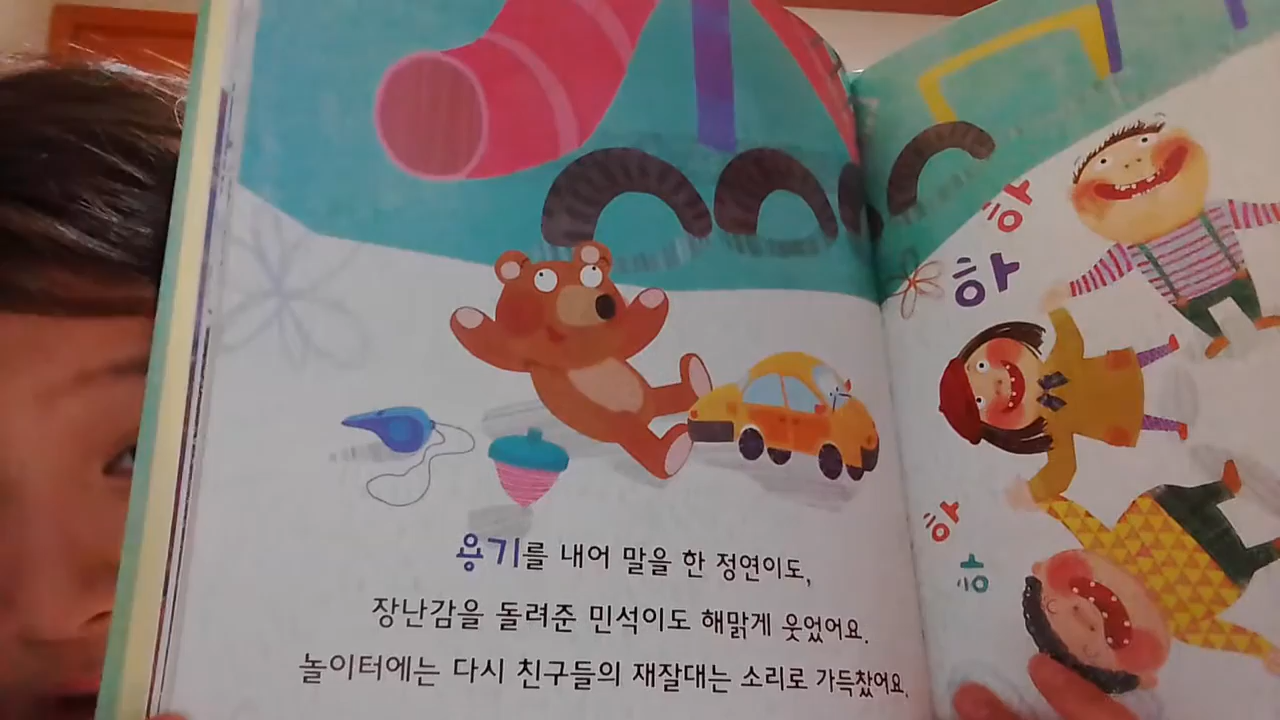 용기를 내어 말을 한 정연이도,
장난감을 돌려준 민석이도 해맑게 웃었어요.
놀이터에는 다시 친구들의 재잘대는 소리로 가득찼어요.
하
하
하
하